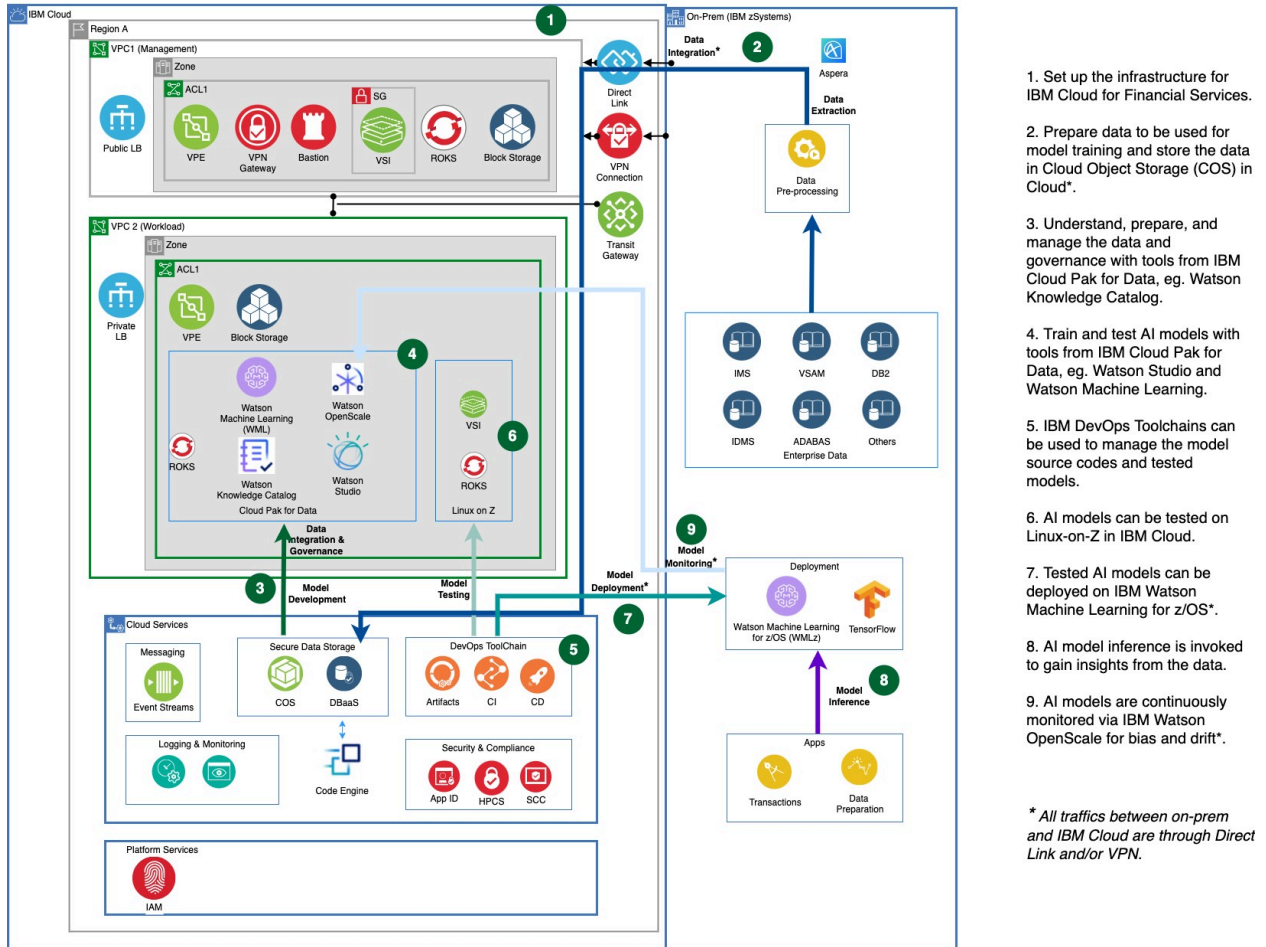 IBM Cloud
Region A
1
VPC1 (Management)
Zone
ACL1
SG
Public LB
VPE
VPN
Gateway
Bastion
VSI
ROKS
Block Storage
Direct
Link
VPN
Connection
Transit
Gateway
VPC 2 (Workload)
Zone
ACL1
Private
LB
VPE
Block Storage
4
Watson
Machine Learning
(WML)
Watson
OpenScale
ROKS
Watson
Knowledge Catalog
Watson
Studio
Cloud Pak for Data
VSI
6
ROKS
Linux on Z
Data
Integration &
Governance
3
Model
Development
Model
Testing
Model
Deployment*
7
Cloud Services
Messaging
Event Streams
Secure Data Storage
COS
DBaaS
DevOps ToolChain
5
Artifacts
CI
CD
Logging & Monitoring
Code Engine
Security & Compliance
App ID
HPCS
SCC
Platform Services
IAM
On-Prem (IBM zSystems)
Data
Integration*
2
Aspera
Data
Extraction
Data
Pre-processing
IMS
VSAM
DB2
IDMS
ADABAS
Others
Enterprise Data
9
Model
Monitoring*
Deployment
Watson Machine Learning
for z/OS (WMLz)
TensorFlow
Model
Inference
8
Apps
Transactions
Data
Preparation
1. Set up the infrastructure for
IBM Cloud for Financial Services.
2. Prepare data to be used for
model training and store the data
in Cloud Object Storage (COS) in
Cloud*.
3. Understand, prepare, and
manage the data and
governance with tools from IBM
Cloud Pak for Data, eg. Watson
Knowledge Catalog.
4. Train and test AI models with
tools from IBM Cloud Pak for
Data, eg. Watson Studio and
Watson Machine Learning.
5. IBM DevOps Toolchains can
be used to manage the model
source codes and tested
models.
6. AI models can be tested on
Linux-on-Z in IBM Cloud.
7. Tested AI models can be
deployed on IBM Watson
Machine Learning for z/OS*.
8. AI model inference is invoked
to gain insights from the data.
9. AI models are continuously
monitored via IBM Watson
OpenScale for bias and drift*.
* All traffics between on-prem
and IBM Cloud are through Direct
Link and/or VPN.